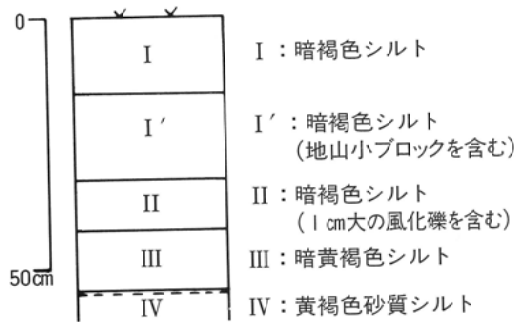 0
I
I：暗褐色シルト
I′
I′：暗褐色シルト
(地山小ブロックを含む)
II
II：暗褐色シルト
(1cm大の風化礫を含む)
III
III：暗黄褐色シルト
50cm
IV
IV：黄褐色砂質シルト